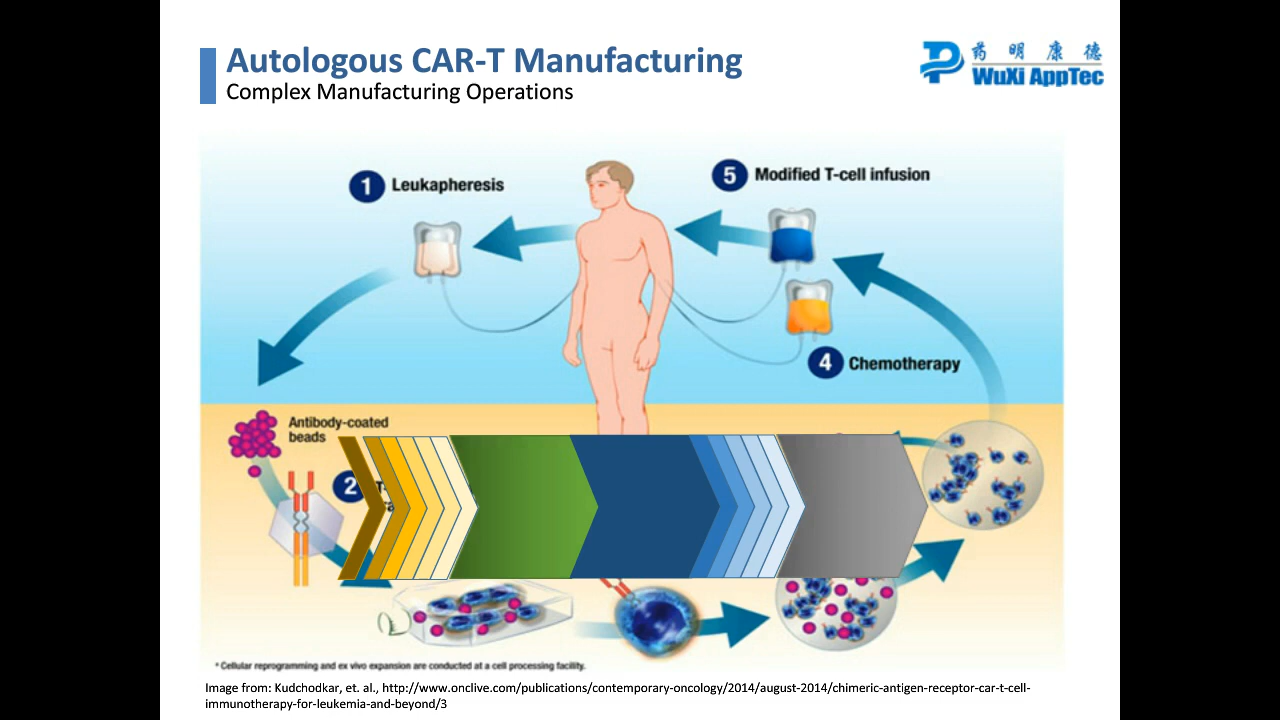 Autologous CAR-T Manufacturing
Complex Manufacturing Operations
药明康德
WuXi AppTec
1 Leukapheresis
5 Modified T-cell infusion
4 Chemotherapy
Antibody-coated
beads
2
* Cellular reprogramming and ex vivo expansion are conducted at a cell processing facility.
Image from: Kudchodkar, et. al., http://www.onclive.com/publications/contemporary-oncology/2014/august-2014/chimeric-antigen-receptor-car-t-cell-
immunotherapy-for-leukemia-and-beyond/3